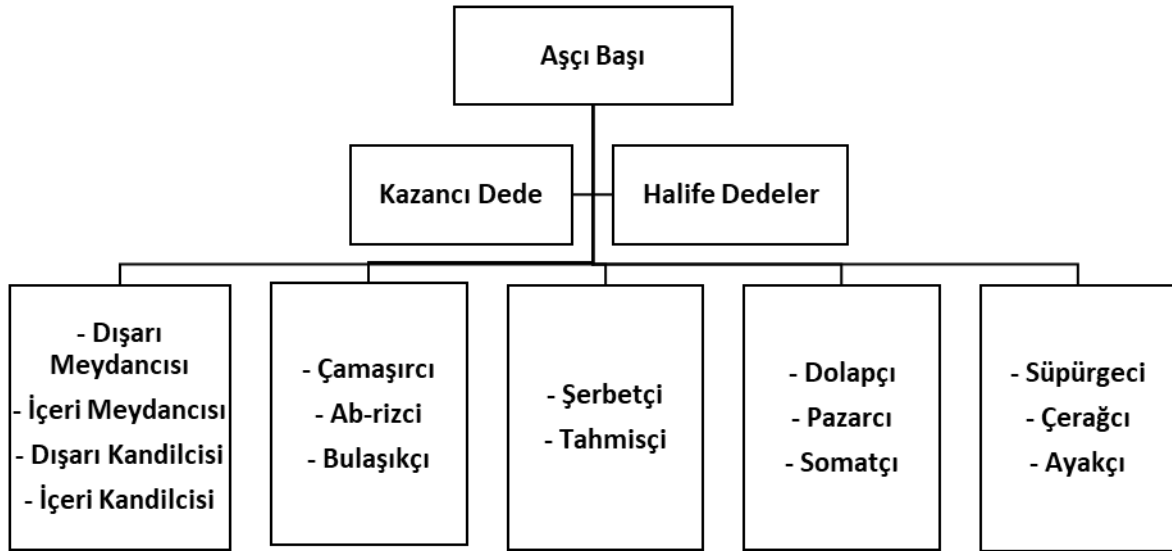 Aşçı Başı
Kazancı Dede
Halife Dedeler
- Dışarı
Meydancısı
- İçeri Meydancısı
- Dışarı Kandilcisi
- İçeri Kandilcisi
- Çamaşırcı
- Ab-rizci
- Bulaşıkçı
- Şerbetçi
- Tahmisçi
- Dolapçı
- Pazarcı
- Somatçı
- Süpürgeci
- Çerağcı
- Ayakçı